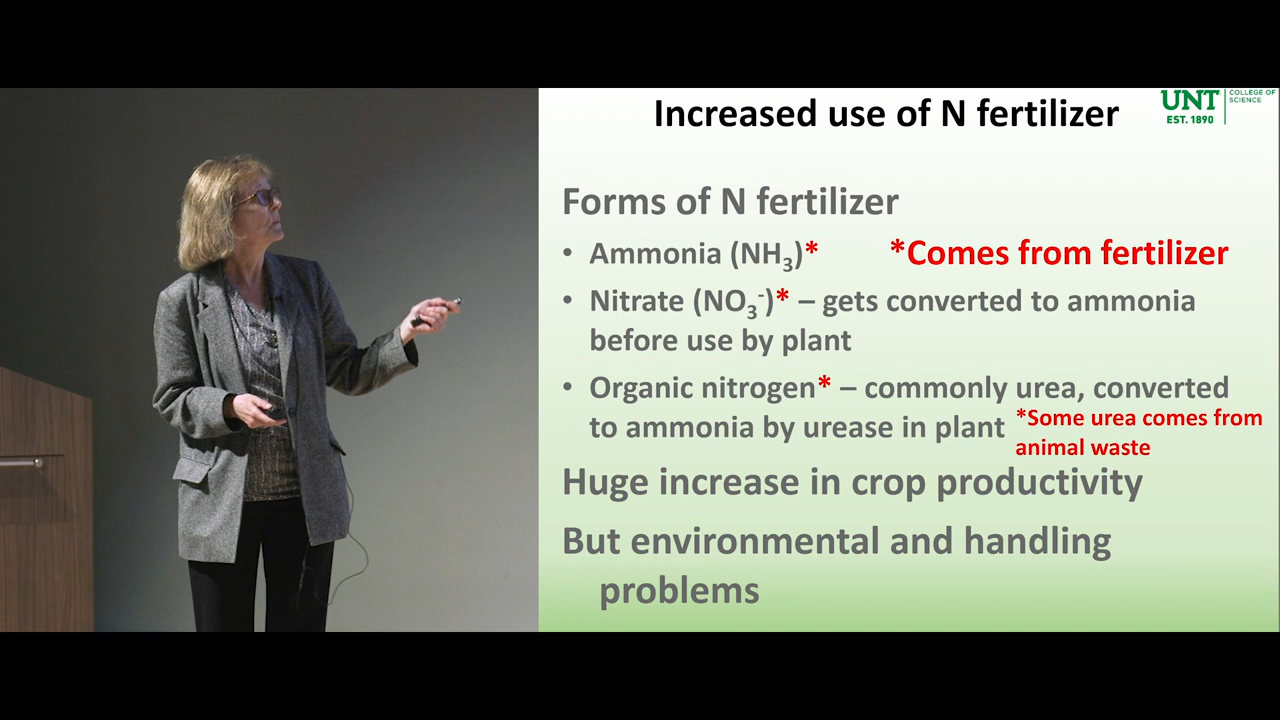 Increased use of N fertilizer
UNT
EST. 1890
COLLEGE OF
SCIENCE
Forms of N fertilizer
• Ammonia (NH₃)* *Comes from fertilizer
• Nitrate (NO₃⁻)* – gets converted to ammonia
before use by plant
• Organic nitrogen* – commonly urea, converted
to ammonia by urease in plant
*Some urea comes from
animal waste
Huge increase in crop productivity
But environmental and handling
problems